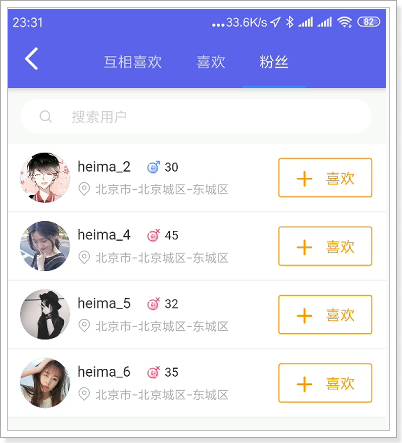 23:31 ...33.6K/s 82
互相喜欢 喜欢 粉丝
搜索用户
heima_2 30
北京市-北京城区-东城区
喜欢
heima_4 45
北京市-北京城区-东城区
喜欢
heima_5 32
北京市-北京城区-东城区
喜欢
heima_6 35
北京市-北京城区-东城区
喜欢